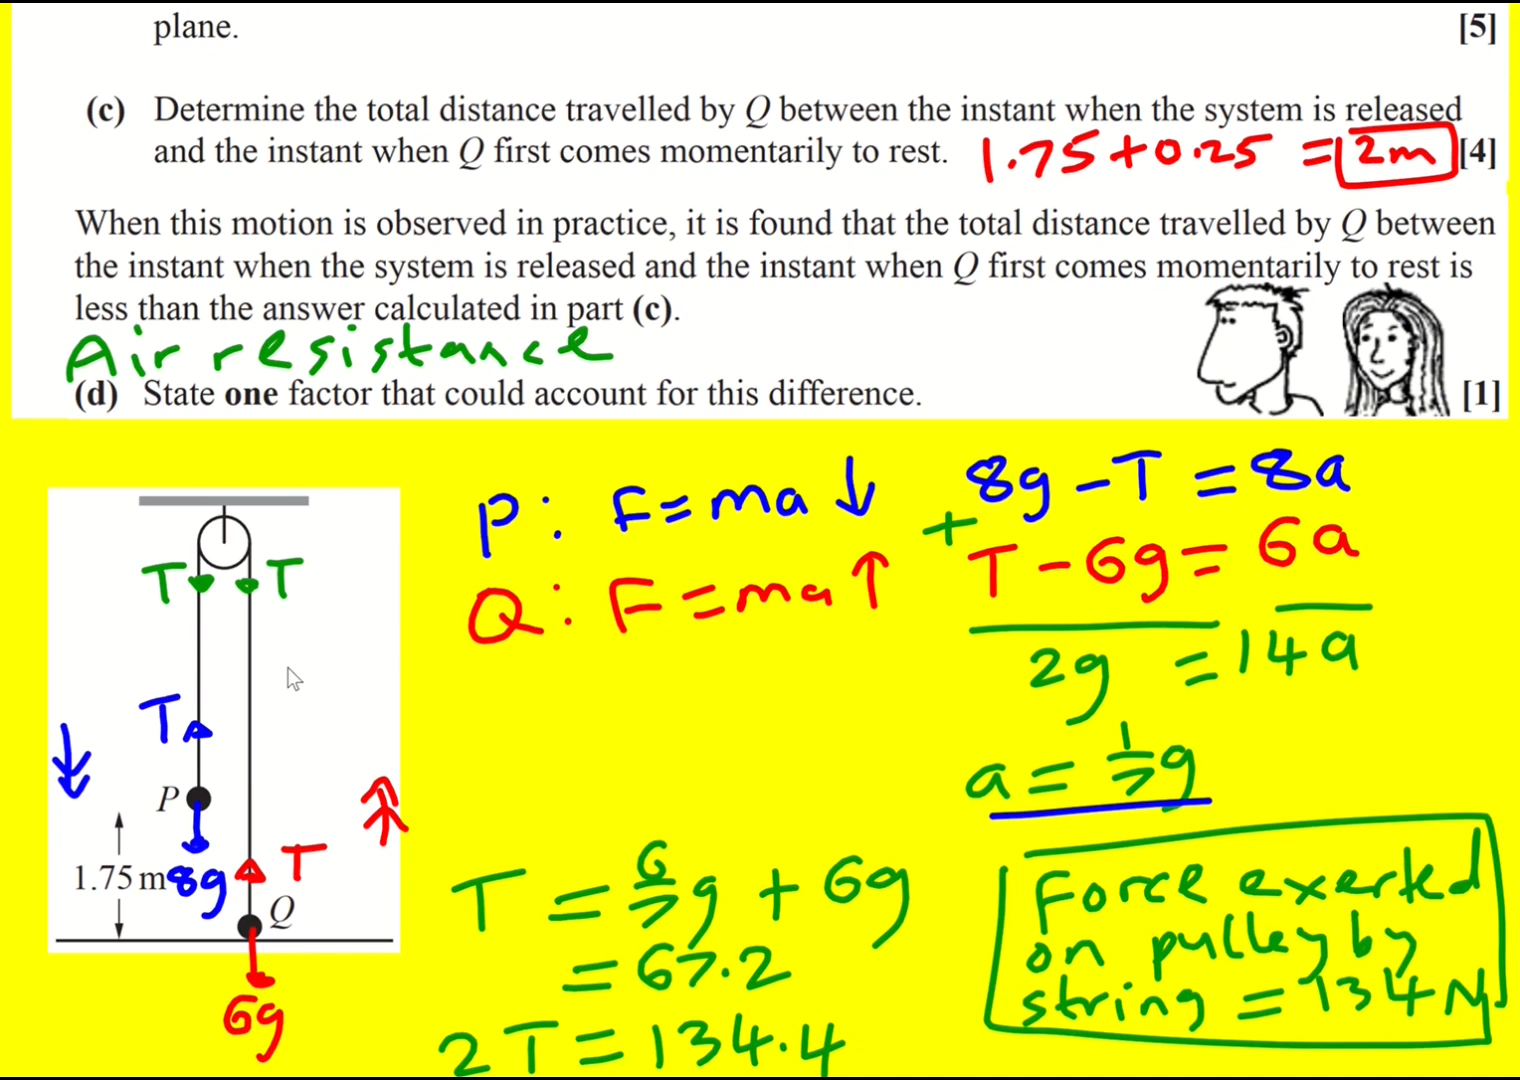 plane. [5]
(c) Determine the total distance travelled by Q between the instant when the system is released
and the instant when Q first comes momentarily to rest. 1.75+0.25 = 2m [4]
When this motion is observed in practice, it is found that the total distance travelled by Q between
the instant when the system is released and the instant when Q first comes momentarily to rest is
less than the answer calculated in part (c).
Air resistance
(d) State one factor that could account for this difference. [1]
P: F=ma↓ 8g-T=8a
+
Q: F=ma↑ T-6g=6a
2g = 14a
a = 1/7 g
T T
T
P
1.75 m 8g T
Q
6g
T = 6/7 g + 6g
= 67.2
2T = 134.4
Force exerted
on pulley by
string = 134N